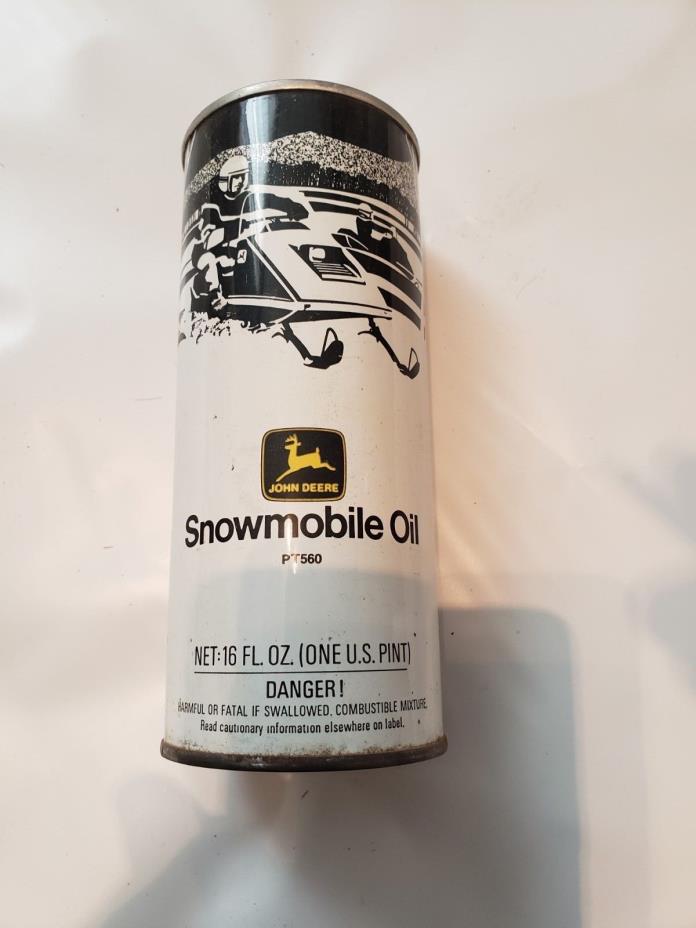 JOHN DEERE
Snowmobile Oil
PT560
NET: 16 FL. OZ. (ONE U.S. PINT)
DANGER!
HARMFUL OR FATAL IF SWALLOWED. COMBUSTIBLE MIXTURE.
Read cautionary information elsewhere on label.